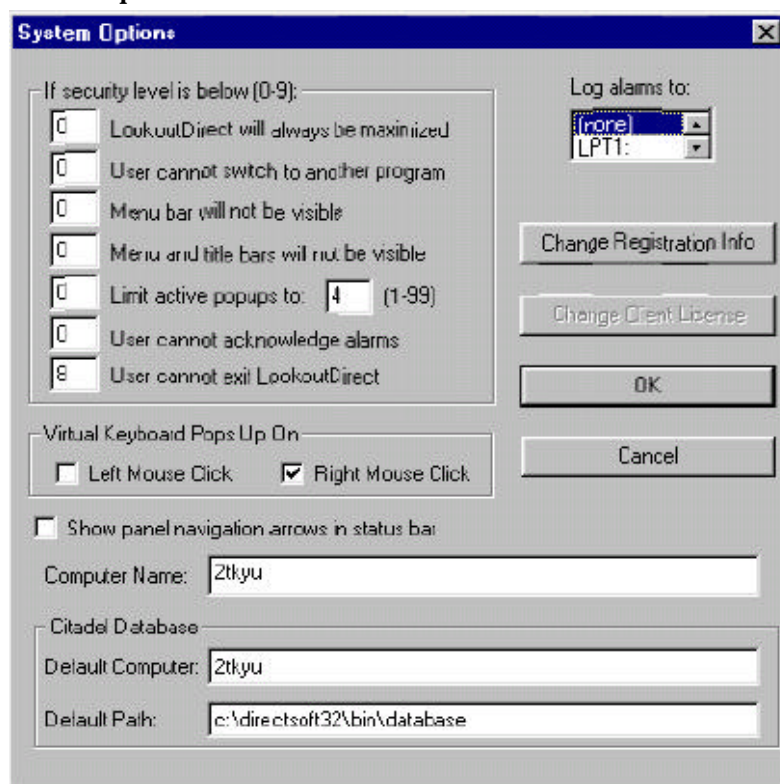 System Options
If security level is below (0-9):
0 LookoutDirect will always be maximized
0 User cannot switch to another program
0 Menu bar will not be visible
0 Menu and title bars will not be visible
0 Limit active popups to: 4 (1-99)
0 User cannot acknowledge alarms
8 User cannot exit LookoutDirect
Log alarms to:
(none)
LPT1:
Change Registration Info
Change Client License
OK
Cancel
Virtual Keyboard Pops Up On
Left Mouse Click Right Mouse Click
Show panel navigation arrows in status bar
Computer Name: 2tkyu
Citadel Database
Default Computer: 2tkyu
Default Path: c:\directsoft32\bin\database